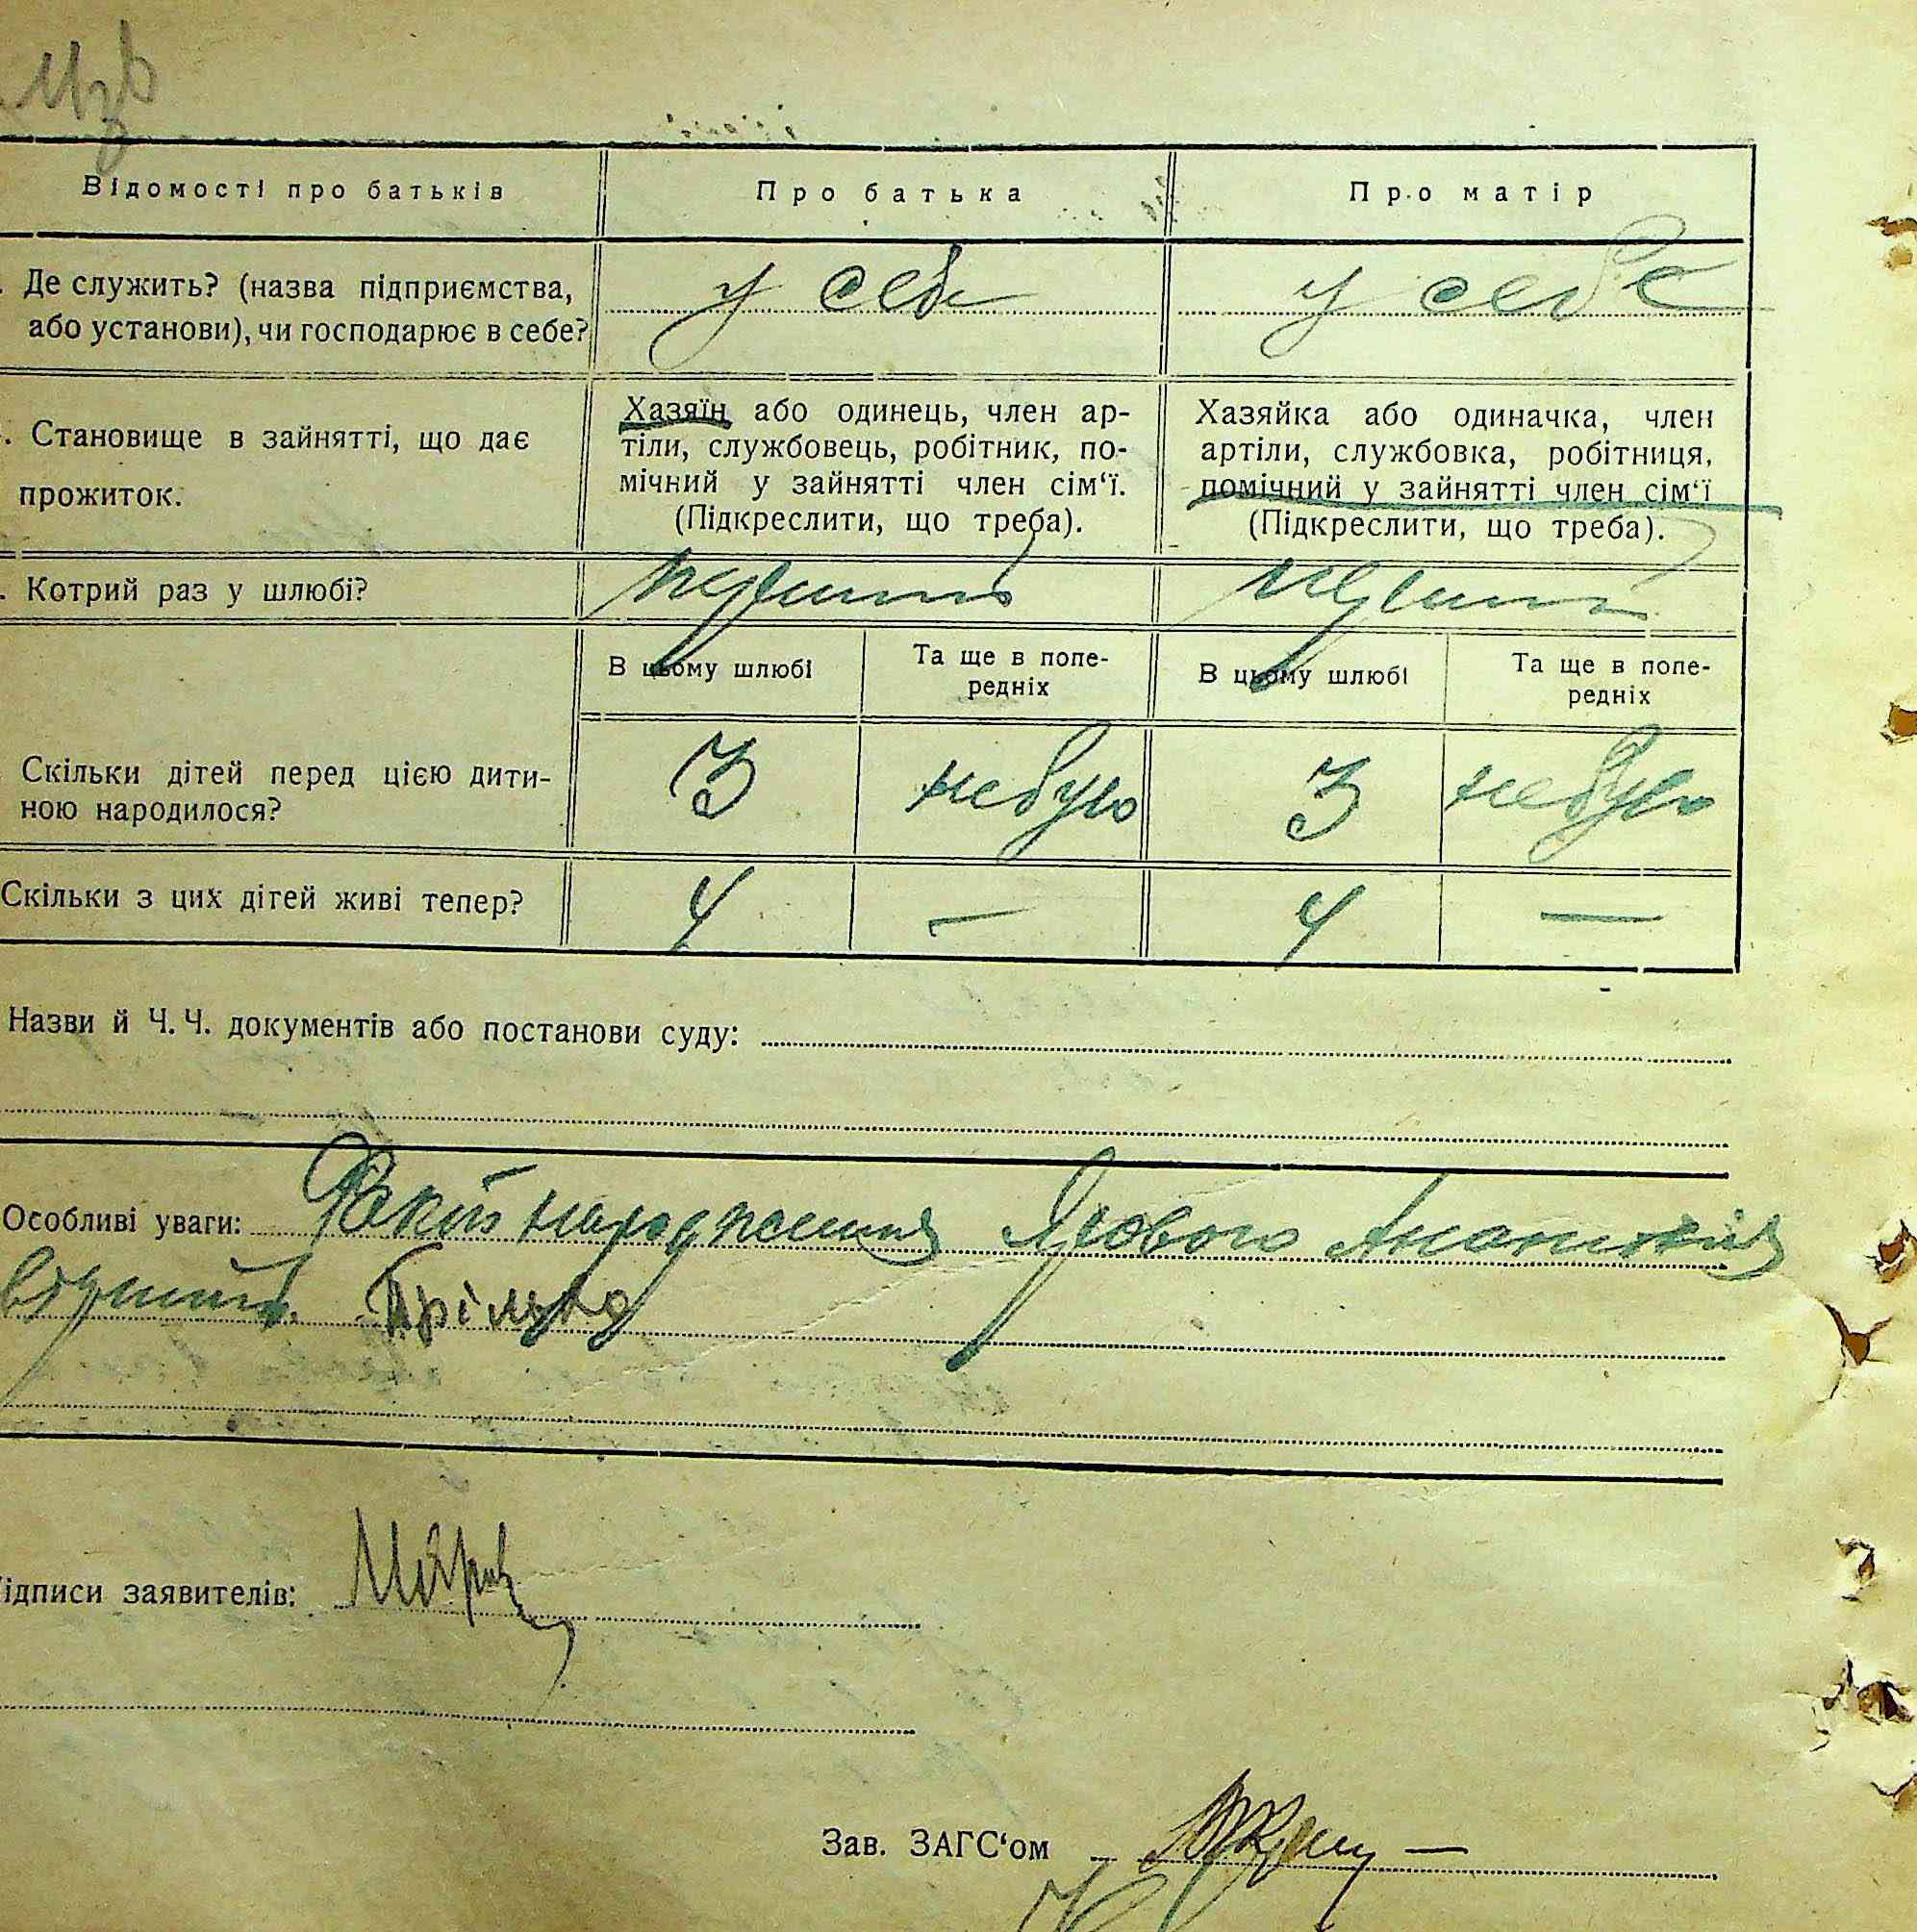 Відомості про батьків Про батька Про матір
Де служить? (назва підприємства,
або установи), чи господарює в себе?
у себе у себе
. Становище в зайнятті, що дає
прожиток.
Хазяїн або одинець, член ар-
тіли, службовець, робітник, по-
мічний у зайнятті член сім‘ї.
(Підкреслити, що треба).
Хазяйка або одиначка, член
артіли, службовка, робітниця,
помічний у зайнятті член сім‘ї
(Підкреслити, що треба).
. Котрий раз у шлюбі? перший перший
В цьому шлюбі Та ще в попе-
редніх
В цьому шлюбі Та ще в попе-
редніх
Скільки дітей перед цією дити-
ною народилося?
3 небуло 3 небуло
Скільки з цих дітей живі тепер? 4 — 4 —
Назви й Ч. Ч. документів або постанови суду:
Особливі уваги: Факт народження
ідписи заявителів:
Зав. ЗАГС‘ом